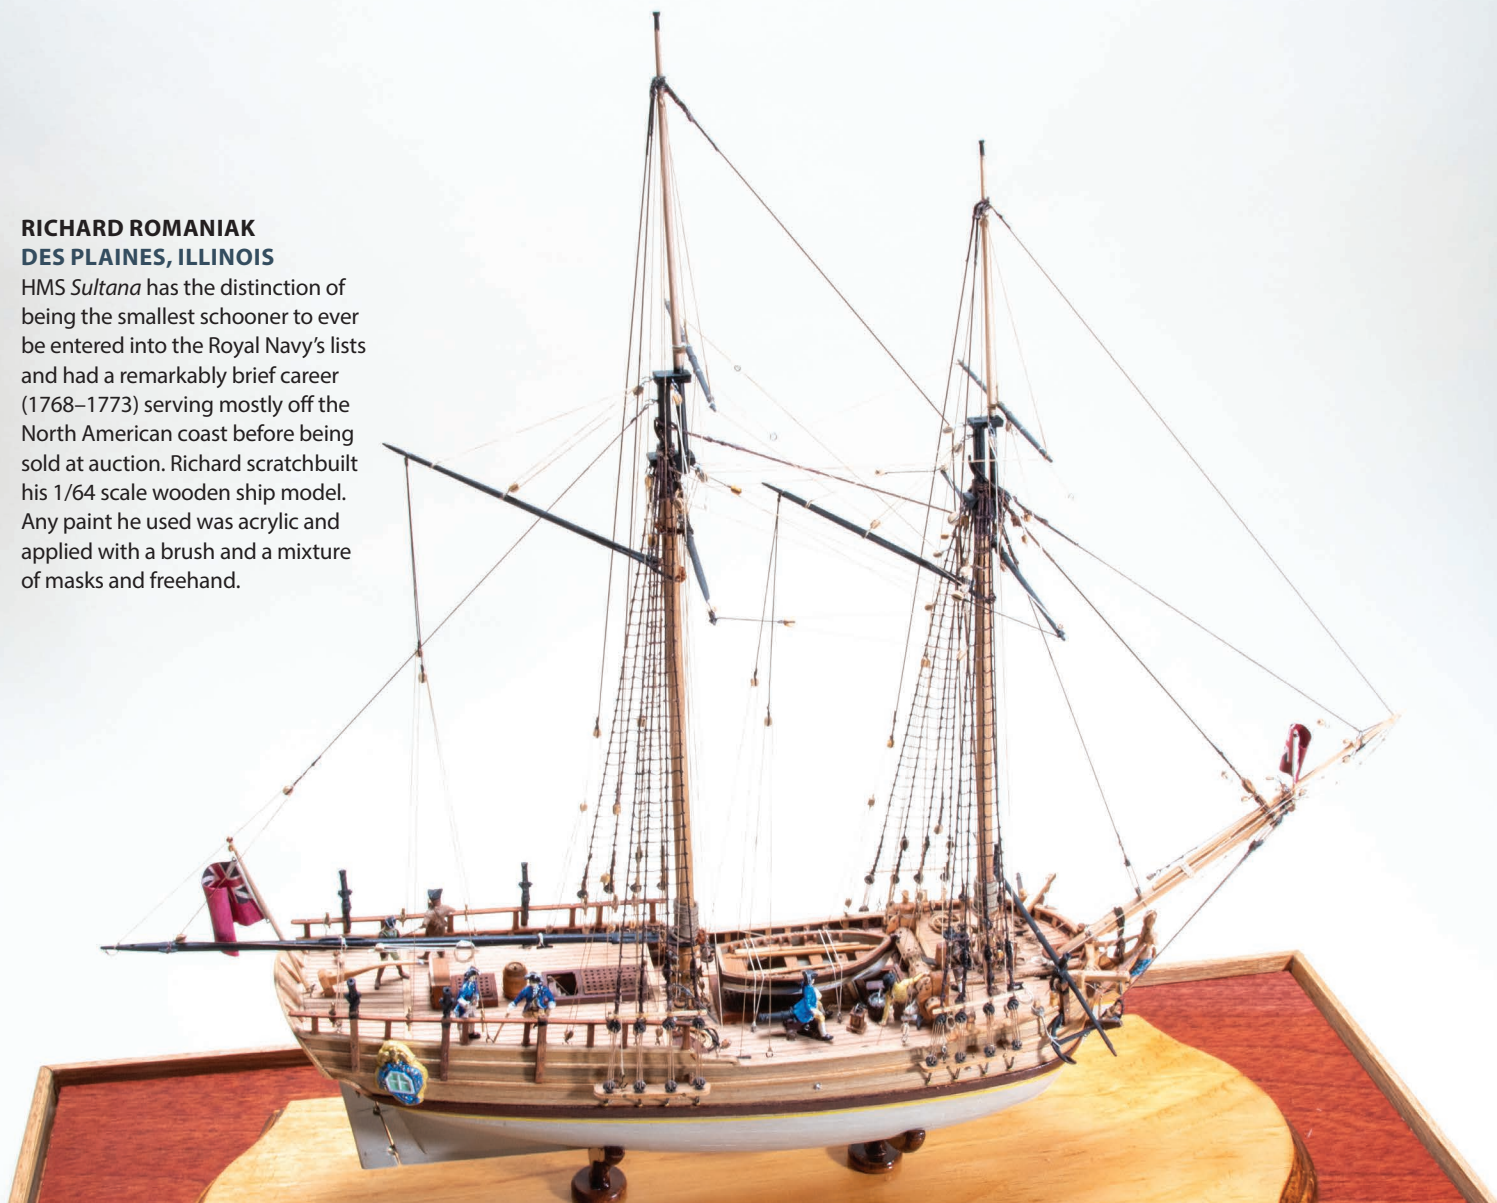 RICHARD ROMANIAK
DES PLAINES, ILLINOIS
HMS Sultana has the distinction of
being the smallest schooner to ever
be entered into the Royal Navy’s lists
and had a remarkably brief career
(1768–1773) serving mostly off the
North American coast before being
sold at auction. Richard scratchbuilt
his 1/64 scale wooden ship model.
Any paint he used was acrylic and
applied with a brush and a mixture
of masks and freehand.